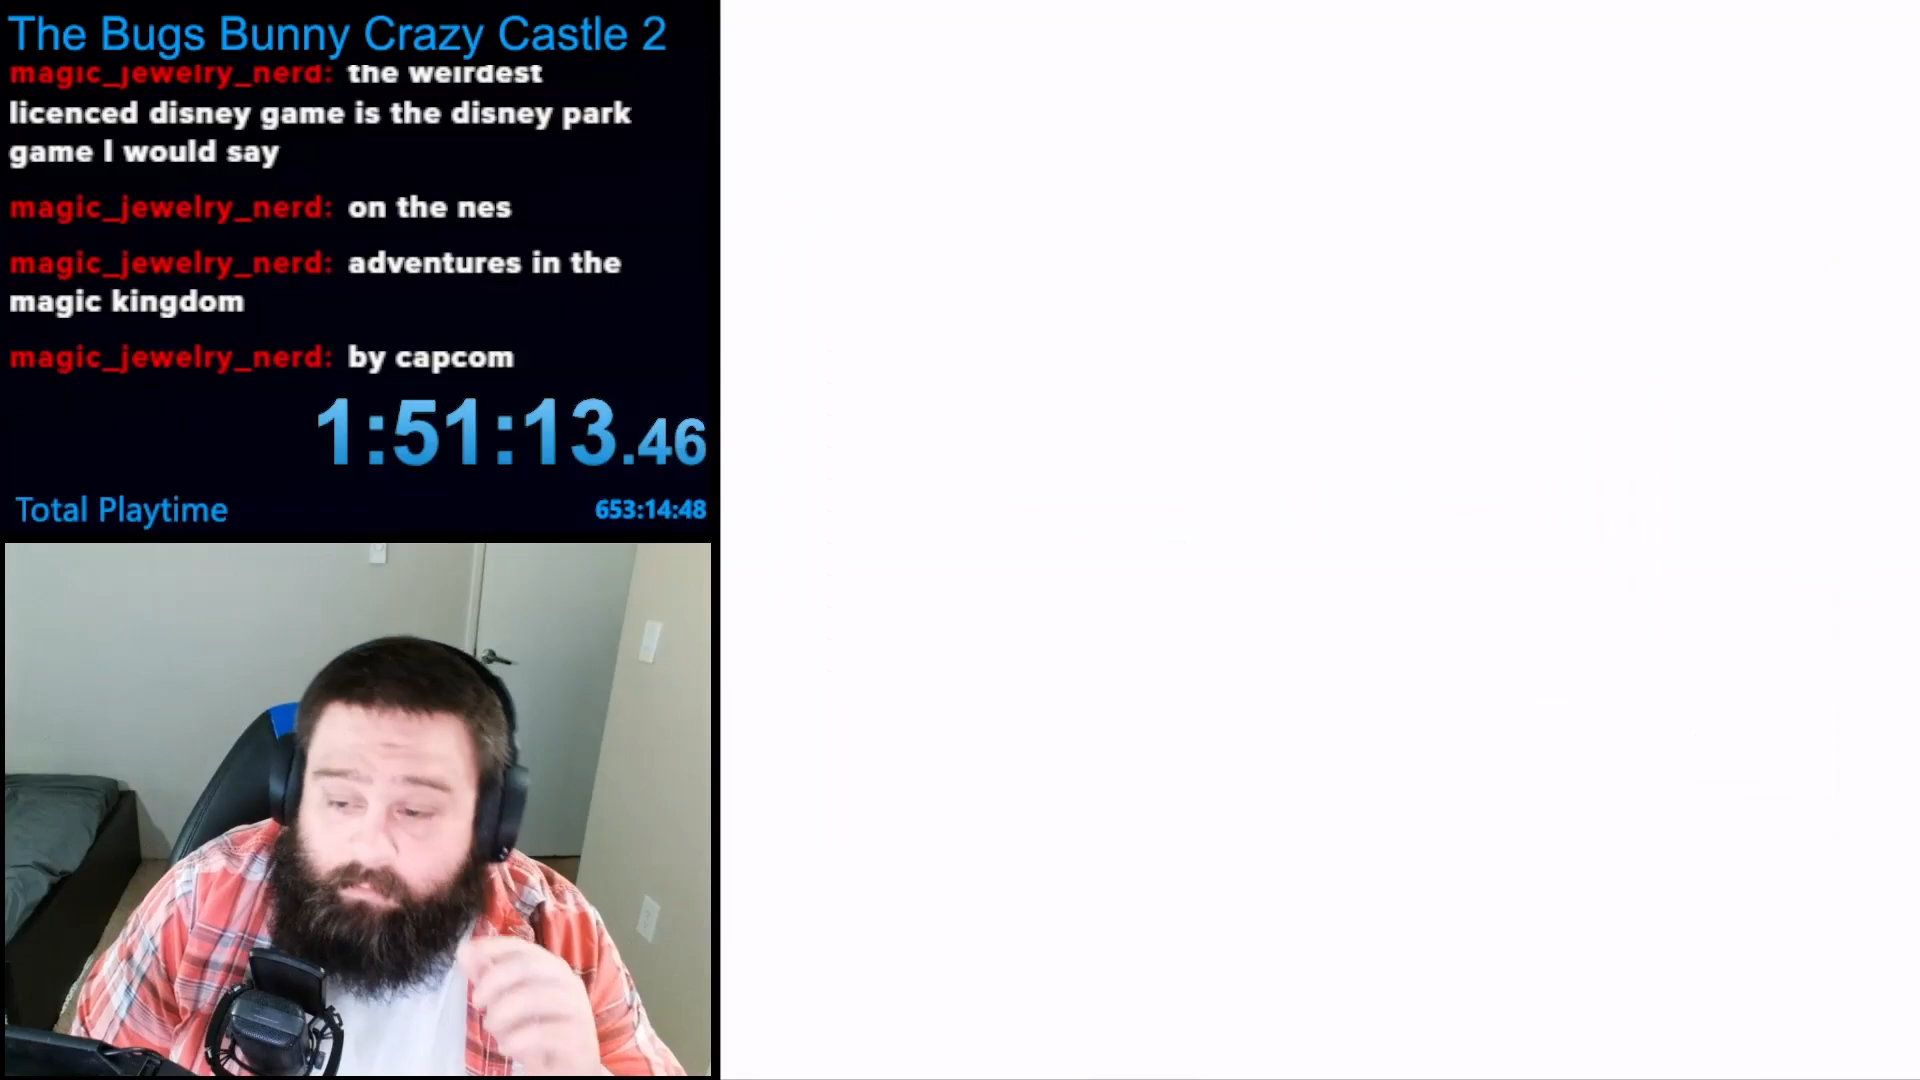 The Bugs Bunny Crazy Castle 2
magic_jewelry_nerd: the weirdest
licenced disney game is the disney park
game I would say
magic_jewelry_nerd: on the nes
magic_jewelry_nerd: adventures in the
magic kingdom
magic_jewelry_nerd: by capcom
1:51:13.46
Total Playtime 653:14:48